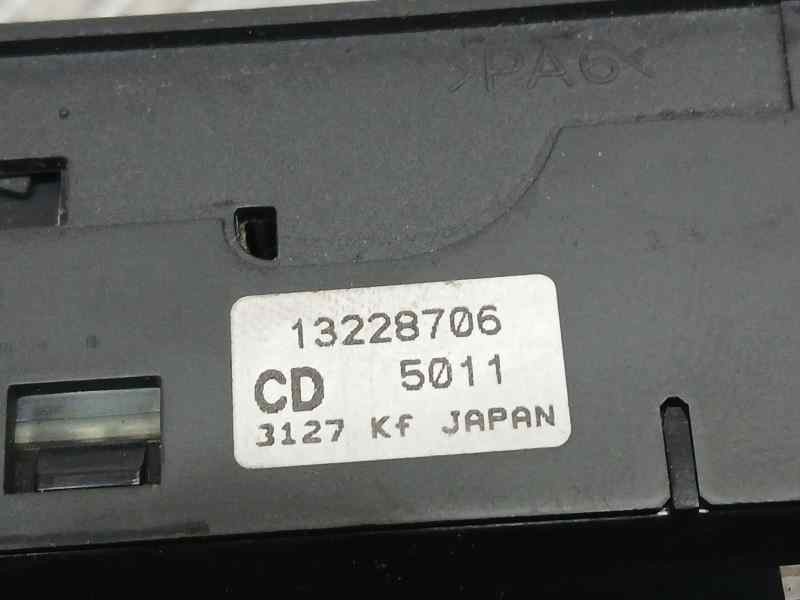 >PA6<
13228706
CD 5011
3127 Kf JAPAN